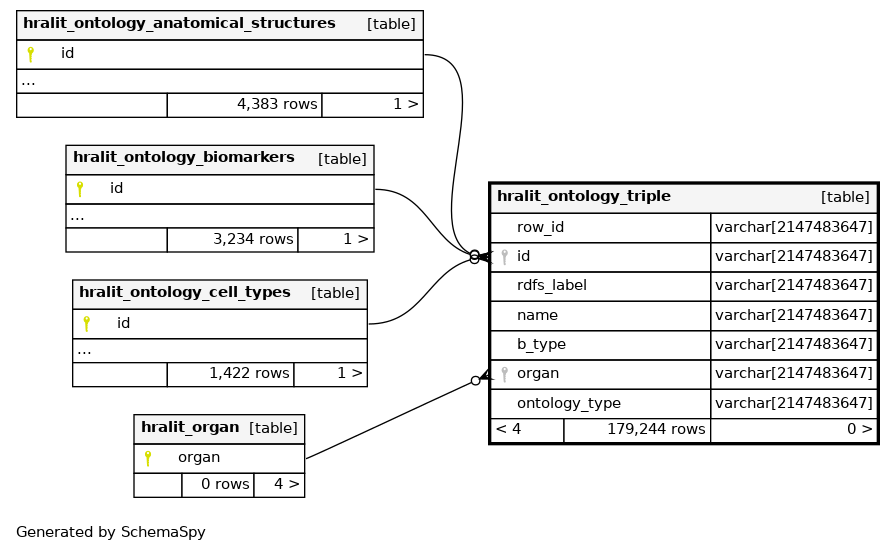 hralit_ontology_anatomical_structures [table]
id
...
4,383 rows 1 >
hralit_ontology_biomarkers [table]
id
...
3,234 rows 1 >
hralit_ontology_cell_types [table]
id
...
1,422 rows 1 >
hralit_organ [table]
organ
0 rows 4 >
hralit_ontology_triple [table]
row_id varchar[2147483647]
id varchar[2147483647]
rdfs_label varchar[2147483647]
name varchar[2147483647]
b_type varchar[2147483647]
organ varchar[2147483647]
ontology_type varchar[2147483647]
< 4 179,244 rows 0 >
Generated by SchemaSpy